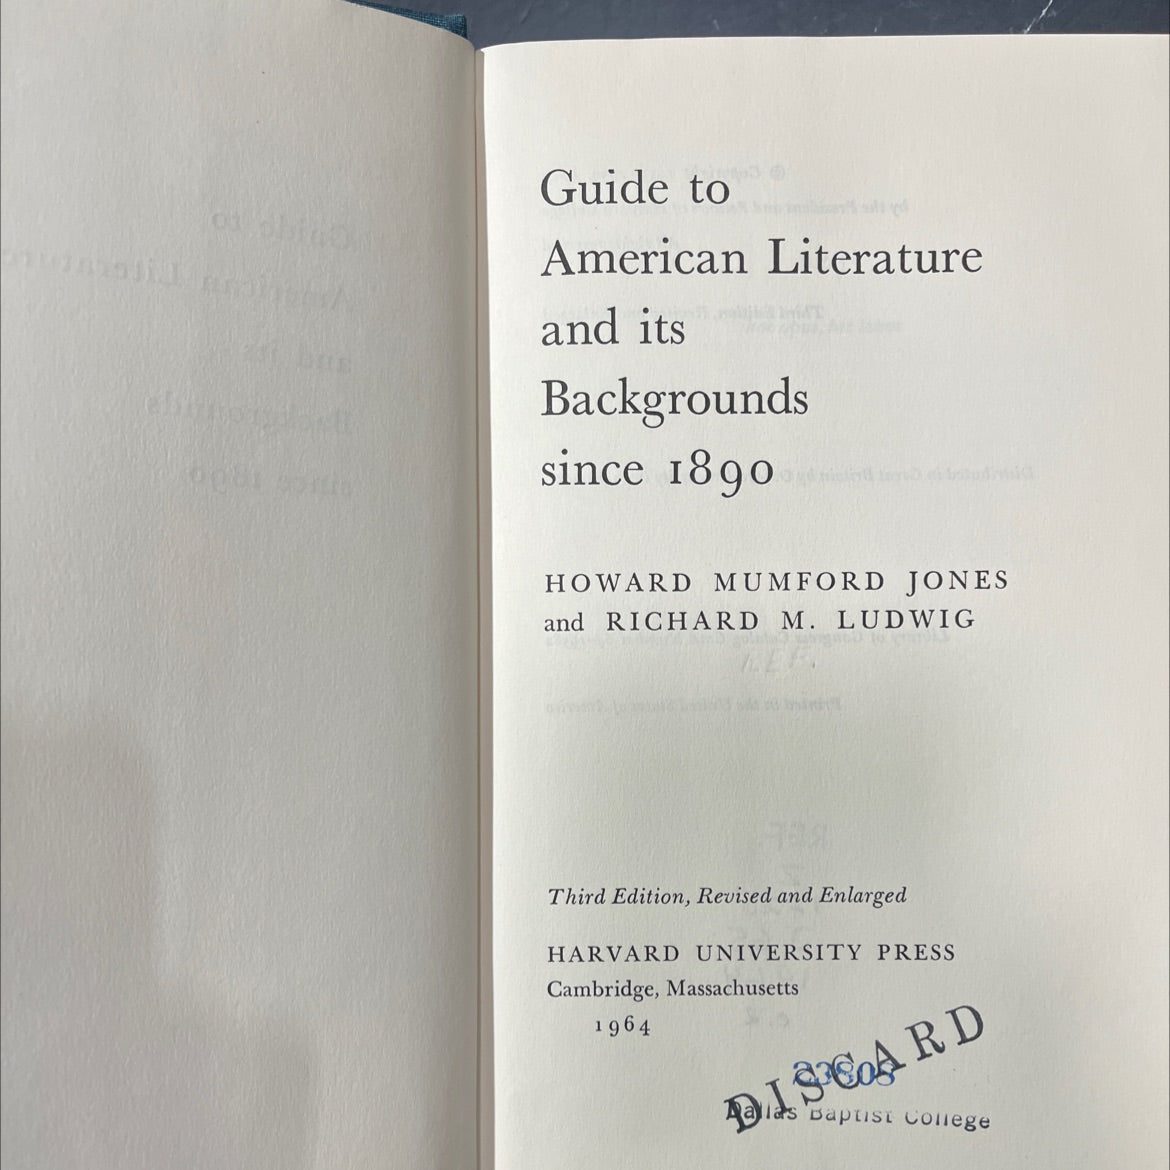 Guide to
American Literature
and its
Backgrounds
since 1890
HOWARD MUMFORD JONES
and RICHARD M. LUDWIG
REF.
Third Edition, Revised and Enlarged
HARVARD UNIVERSITY PRESS
Cambridge, Massachusetts
1964
DISCARD
Dallas Baptist College